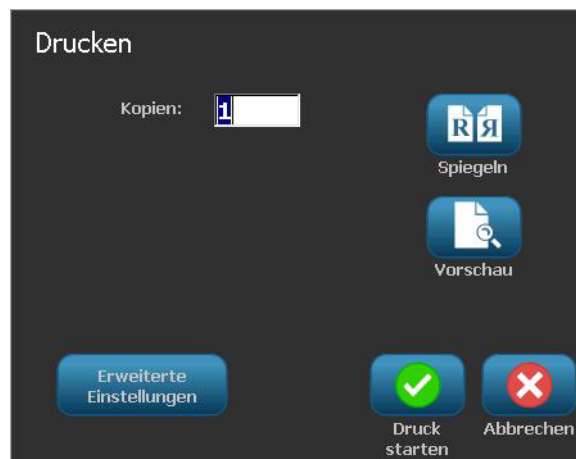 Drucken
Kopien: 1
R Я
Spiegeln
Vorschau
Erweiterte
Einstellungen
Druck
starten
Abbrechen